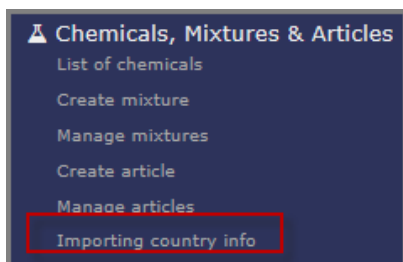 Chemicals, Mixtures & Articles
List of chemicals
Create mixture
Manage mixtures
Create article
Manage articles
Importing country info